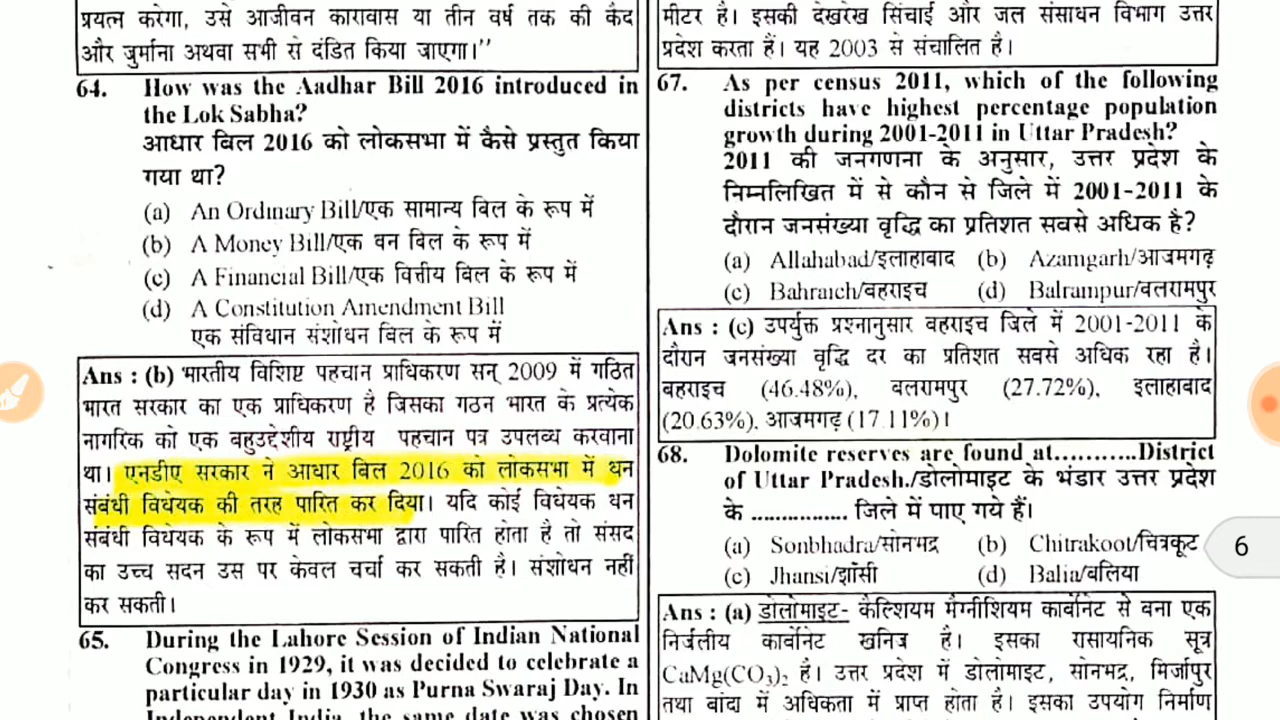 प्रयत्न करेगा, उसे आजीवन कारावास या तीन वर्ष तक की कैद
और जुर्माना अथवा सभी से दंडित किया जाएगा।''
64. How was the Aadhar Bill 2016 introduced in
the Lok Sabha?
आधार बिल 2016 को लोकसभा में कैसे प्रस्तुत किया
गया था?
(a) An Ordinary Bill/एक सामान्य बिल के रूप में
(b) A Money Bill/एक धन बिल के रूप में
(c) A Financial Bill/एक वित्तीय बिल के रूप में
(d) A Constitution Amendment Bill
एक संविधान संशोधन बिल के रूप में
Ans : (b) भारतीय विशिष्ट पहचान प्राधिकरण सन् 2009 में गठित
भारत सरकार का एक प्राधिकरण है जिसका गठन भारत के प्रत्येक
नागरिक को एक बहुउद्देशीय राष्ट्रीय पहचान पत्र उपलब्ध करवाना
था। एनडीए सरकार ने आधार बिल 2016 को लोकसभा में धन
संबंधी विधेयक की तरह पारित कर दिया। यदि कोई विधेयक धन
संबंधी विधेयक के रूप में लोकसभा द्वारा पारित होता है तो संसद
का उच्च सदन उस पर केवल चर्चा कर सकती है। संशोधन नहीं
कर सकती।
65. During the Lahore Session of Indian National
Congress in 1929, it was decided to celebrate a
particular day in 1930 as Purna Swaraj Day. In
Independent India, the same date was chosen
मीटर है। इसकी देखरेख सिंचाई और जल संसाधन विभाग उत्तर
प्रदेश करता हैं। यह 2003 से संचालित है।
67. As per census 2011, which of the following
districts have highest percentage population
growth during 2001-2011 in Uttar Pradesh?
2011 की जनगणना के अनुसार, उत्तर प्रदेश के
निम्नलिखित में से कौन से जिले में 2001-2011 के
दौरान जनसंख्या वृद्धि का प्रतिशत सबसे अधिक है?
(a) Allahabad/इलाहाबाद (b) Azamgarh/आजमगढ़
(c) Bahraich/बहराइच (d) Balrampur/बलरामपुर
Ans : (c) उपर्युक्त प्रश्नानुसार बहराइच जिले में 2001-2011 के
दौरान जनसंख्या वृद्धि दर का प्रतिशत सबसे अधिक रहा है।
बहराइच (46.48%), बलरामपुर (27.72%), इलाहाबाद
(20.63%), आजमगढ़ (17.11%)।
68. Dolomite reserves are found at..........District
of Uttar Pradesh./डोलोमाइट के भंडार उत्तर प्रदेश
के ................ जिले में पाए गये हैं।
(a) Sonbhadra/सोनभद्र (b) Chitrakoot/चित्रकूट
(c) Jhansi/झाँसी (d) Balia/बलिया
Ans : (a) डोलोमाइट- कैल्शियम मैग्नीशियम कार्बोनेट से बना एक
निर्जलीय कार्बोनेट खनिज है। इसका रासायनिक सूत्र
CaMg(CO₃)₂ है। उत्तर प्रदेश में डोलोमाइट, सोनभद्र, मिर्जापुर
तथा बांदा में अधिकता में प्राप्त होता है। इसका उपयोग निर्माण
6